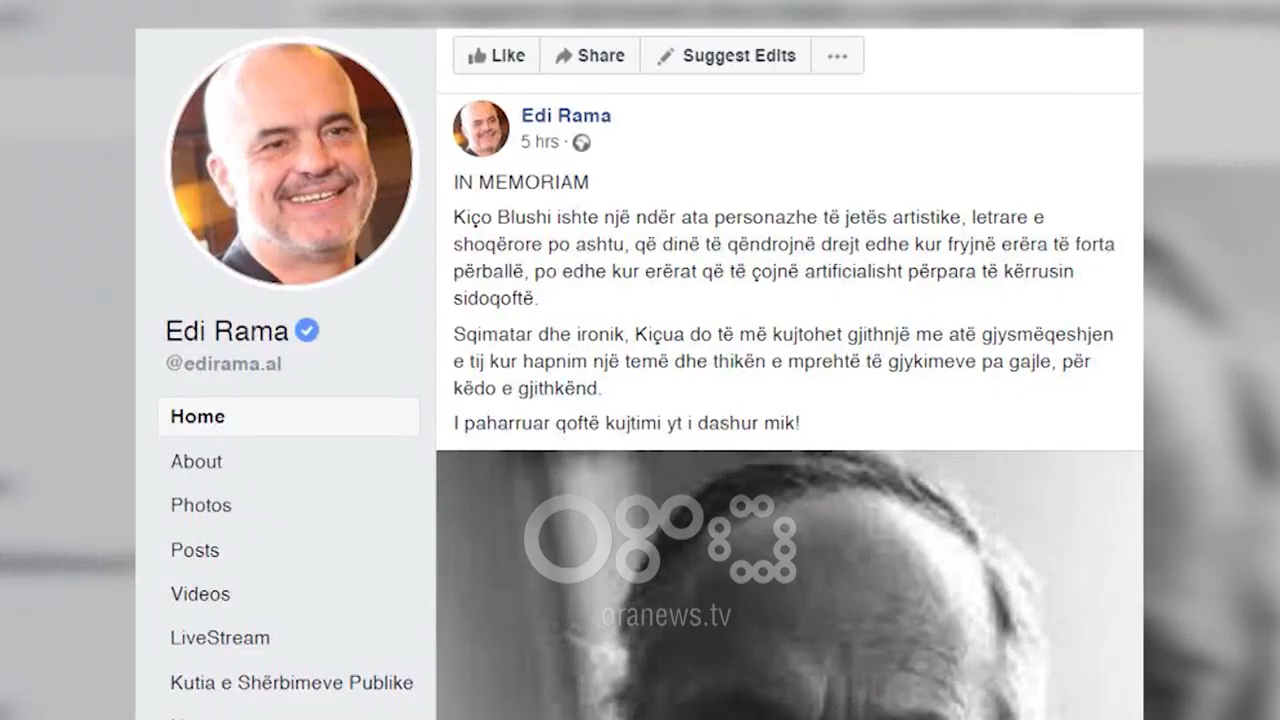 Like
Share
Suggest Edits
Edi Rama
5 hrs ·
IN MEMORIAM
Kiço Blushi ishte një ndër ata personazhe të jetës artistike, letrare e
shoqërore po ashtu, që dinë të qëndrojnë drejt edhe kur fryjnë erëra të forta
përballë, po edhe kur erërat që të çojnë artificialisht përpara të kërrusin
sidoqoftë.
Sqimatar dhe ironik, Kiçua do të më kujtohet gjithnjë me atë gjysmëqeshjen
e tij kur hapnim një temë dhe thikën e mprehtë të gjykimeve pa gajle, për
këdo e gjithkënd.
I paharruar qoftë kujtimi yt i dashur mik!
Edi Rama
@edirama.al
Home
About
Photos
Posts
Videos
LiveStream
Kutia e Shërbimeve Publike
ora
oranews.tv